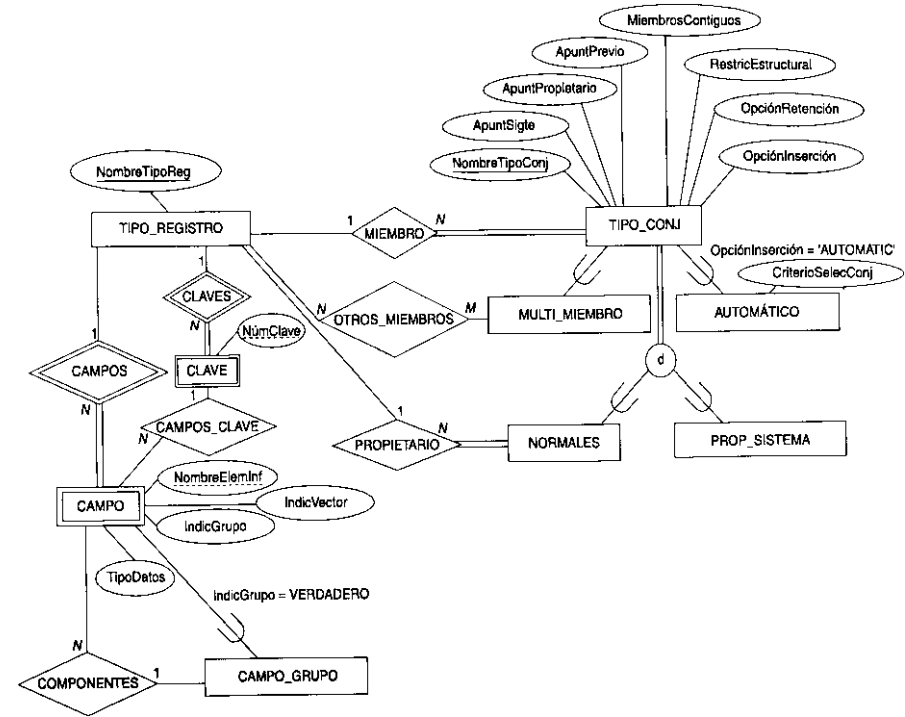 MiembrosContiguos
ApuntPrevio
RestricEstructural
ApuntPropietario
OpciónRetención
ApuntSigte
NombreTipoConj
OpciónInserción
NombreTipoReg
TIPO_REGISTRO
1
MIEMBRO
N
TIPO_CONJ
OpciónInserción = 'AUTOMATIC'
CriterioSelecConj
1
CLAVES
N
N
OTROS_MIEMBROS
M
MULTI_MIEMBRO
AUTOMÁTICO
NúmClave
1
CAMPOS
N
CLAVE
1
d
N
CAMPOS_CLAVE
1
PROPIETARIO
N
NORMALES
PROP_SISTEMA
NombreElemInf
CAMPO
IndicVector
IndicGrupo
TipoDatos
IndicGrupo = VERDADERO
N
COMPONENTES
1
CAMPO_GRUPO